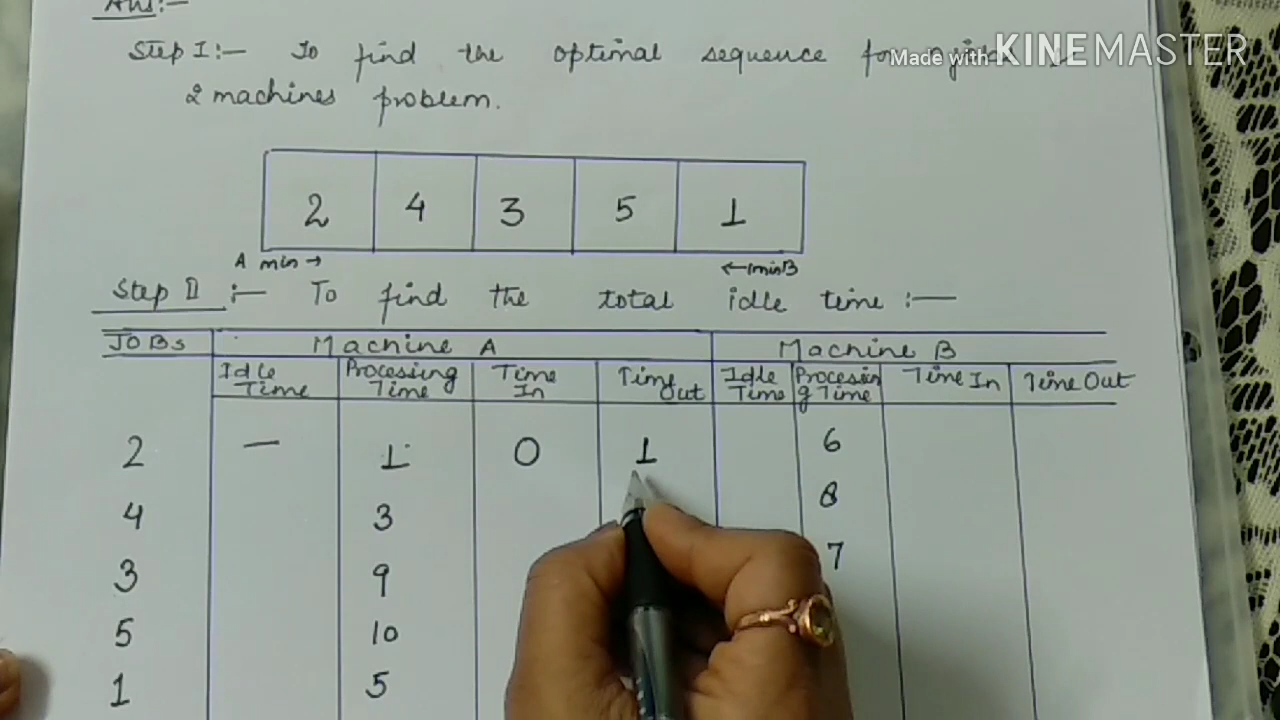 Ans:-
Step I:- To find the optimal sequence for
Made with KINEMASTER
2 machines problem.
2 4 3 5 1
A min→ ←minB
Step II :- To find the total idle time :-
JOBs Machine A Machine B
Idle Time Procesing Time Time In Time Out Idle Time Procesing Time Time In Time Out
2 — 1 0 1 6
4 3 8
3 9 7
5 10
1 5